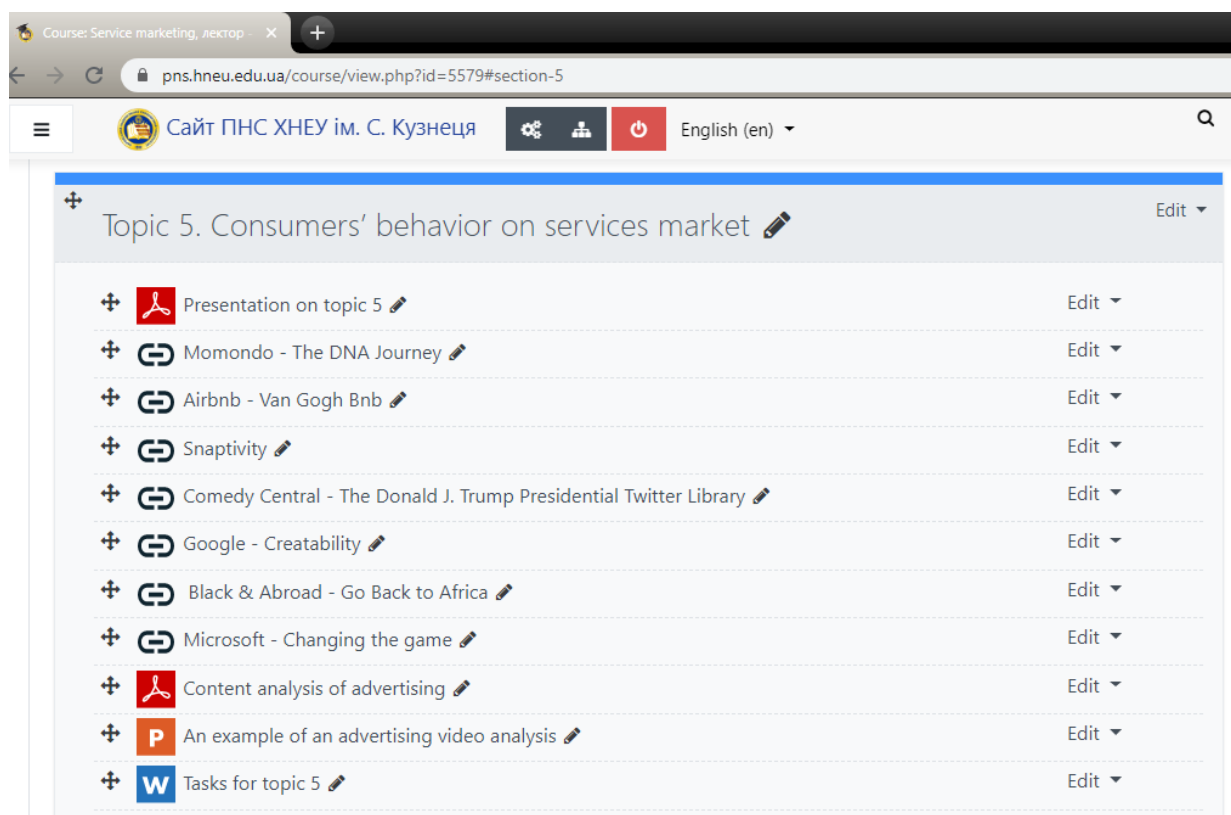 Course: Service marketing, лектор -
pns.hneu.edu.ua/course/view.php?id=5579#section-5
Сайт ПНС ХНЕУ ім. С. Кузнеця English (en)
Topic 5. Consumers’ behavior on services market Edit
Presentation on topic 5 Edit
Momondo - The DNA Journey Edit
Airbnb - Van Gogh Bnb Edit
Snaptivity Edit
Comedy Central - The Donald J. Trump Presidential Twitter Library Edit
Google - Creatability Edit
Black & Abroad - Go Back to Africa Edit
Microsoft - Changing the game Edit
Content analysis of advertising Edit
P An example of an advertising video analysis Edit
W Tasks for topic 5 Edit